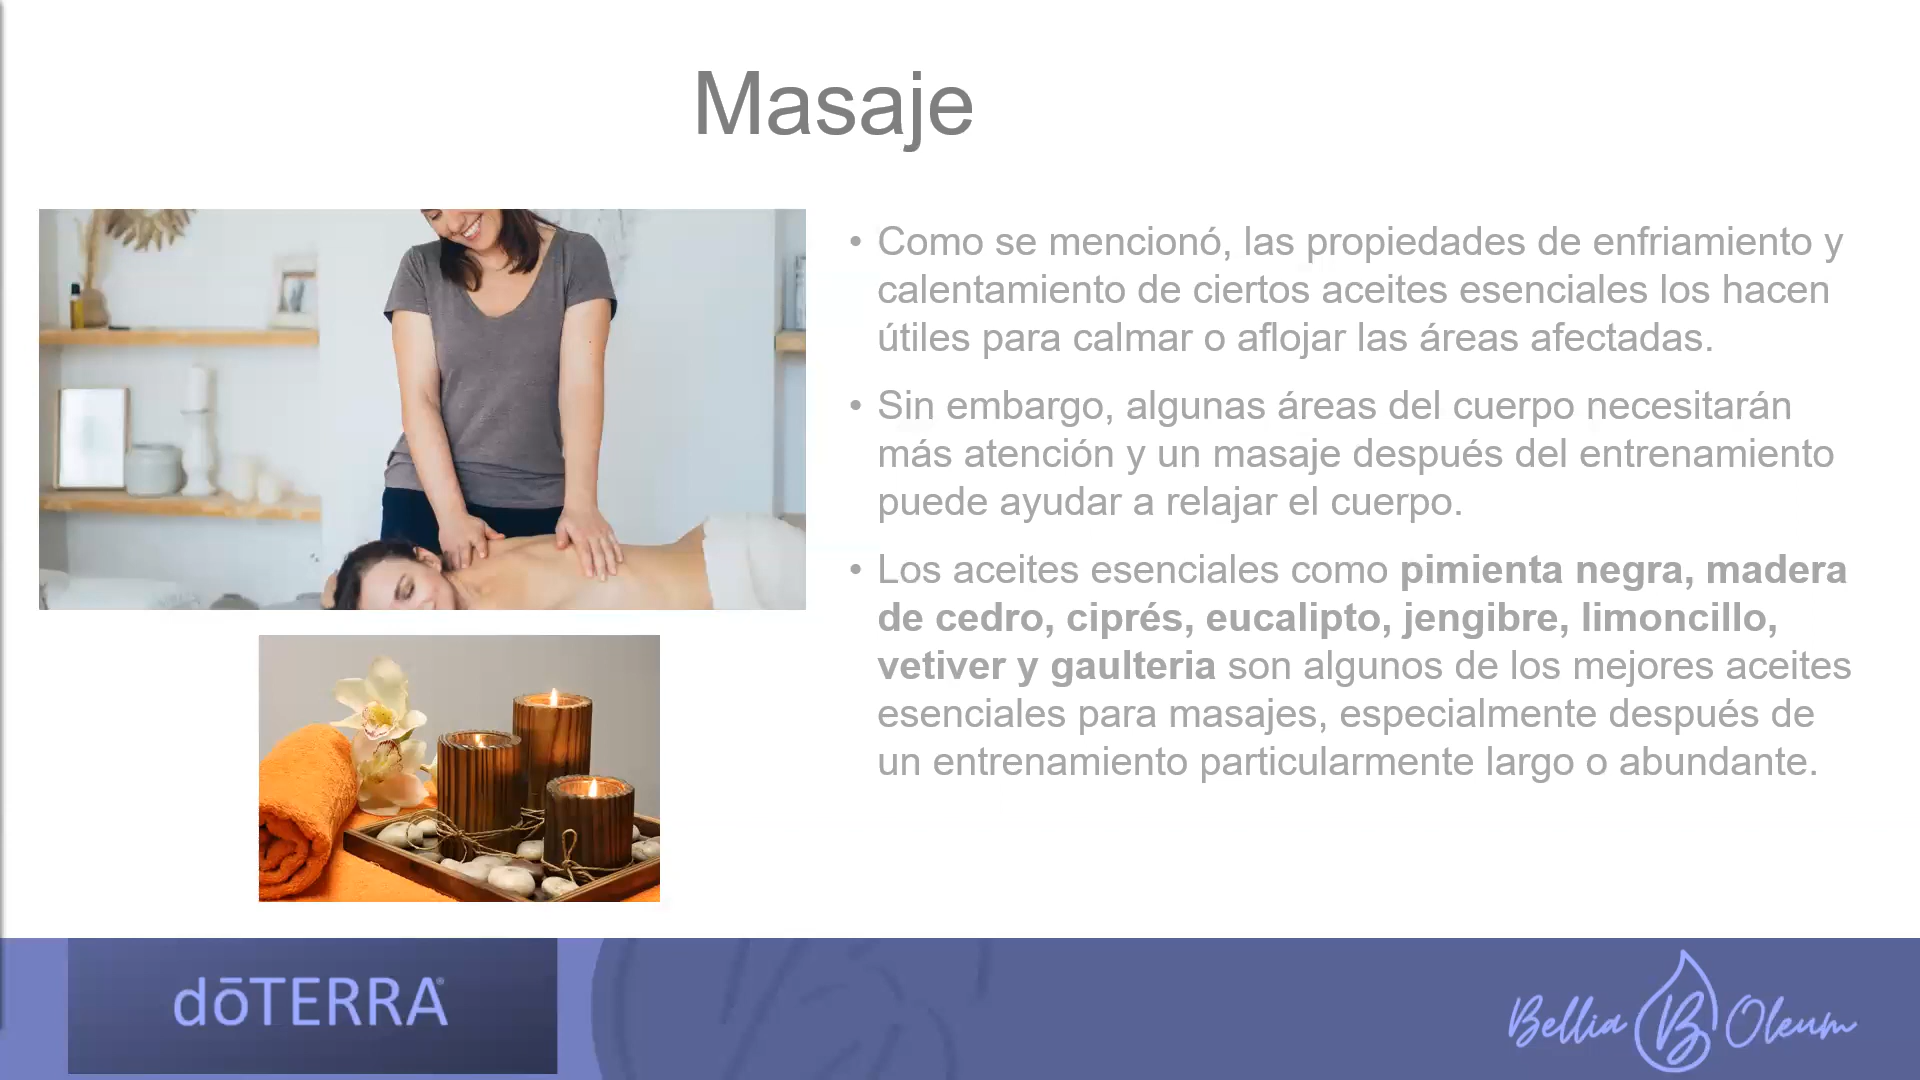 Masaje
• Como se mencionó, las propiedades de enfriamiento y
calentamiento de ciertos aceites esenciales los hacen
útiles para calmar o aflojar las áreas afectadas.
• Sin embargo, algunas áreas del cuerpo necesitarán
más atención y un masaje después del entrenamiento
puede ayudar a relajar el cuerpo.
• Los aceites esenciales como pimienta negra, madera
de cedro, ciprés, eucalipto, jengibre, limoncillo,
vetiver y gaulteria son algunos de los mejores aceites
esenciales para masajes, especialmente después de
un entrenamiento particularmente largo o abundante.
dōTERRA®
Bellia B Oleum